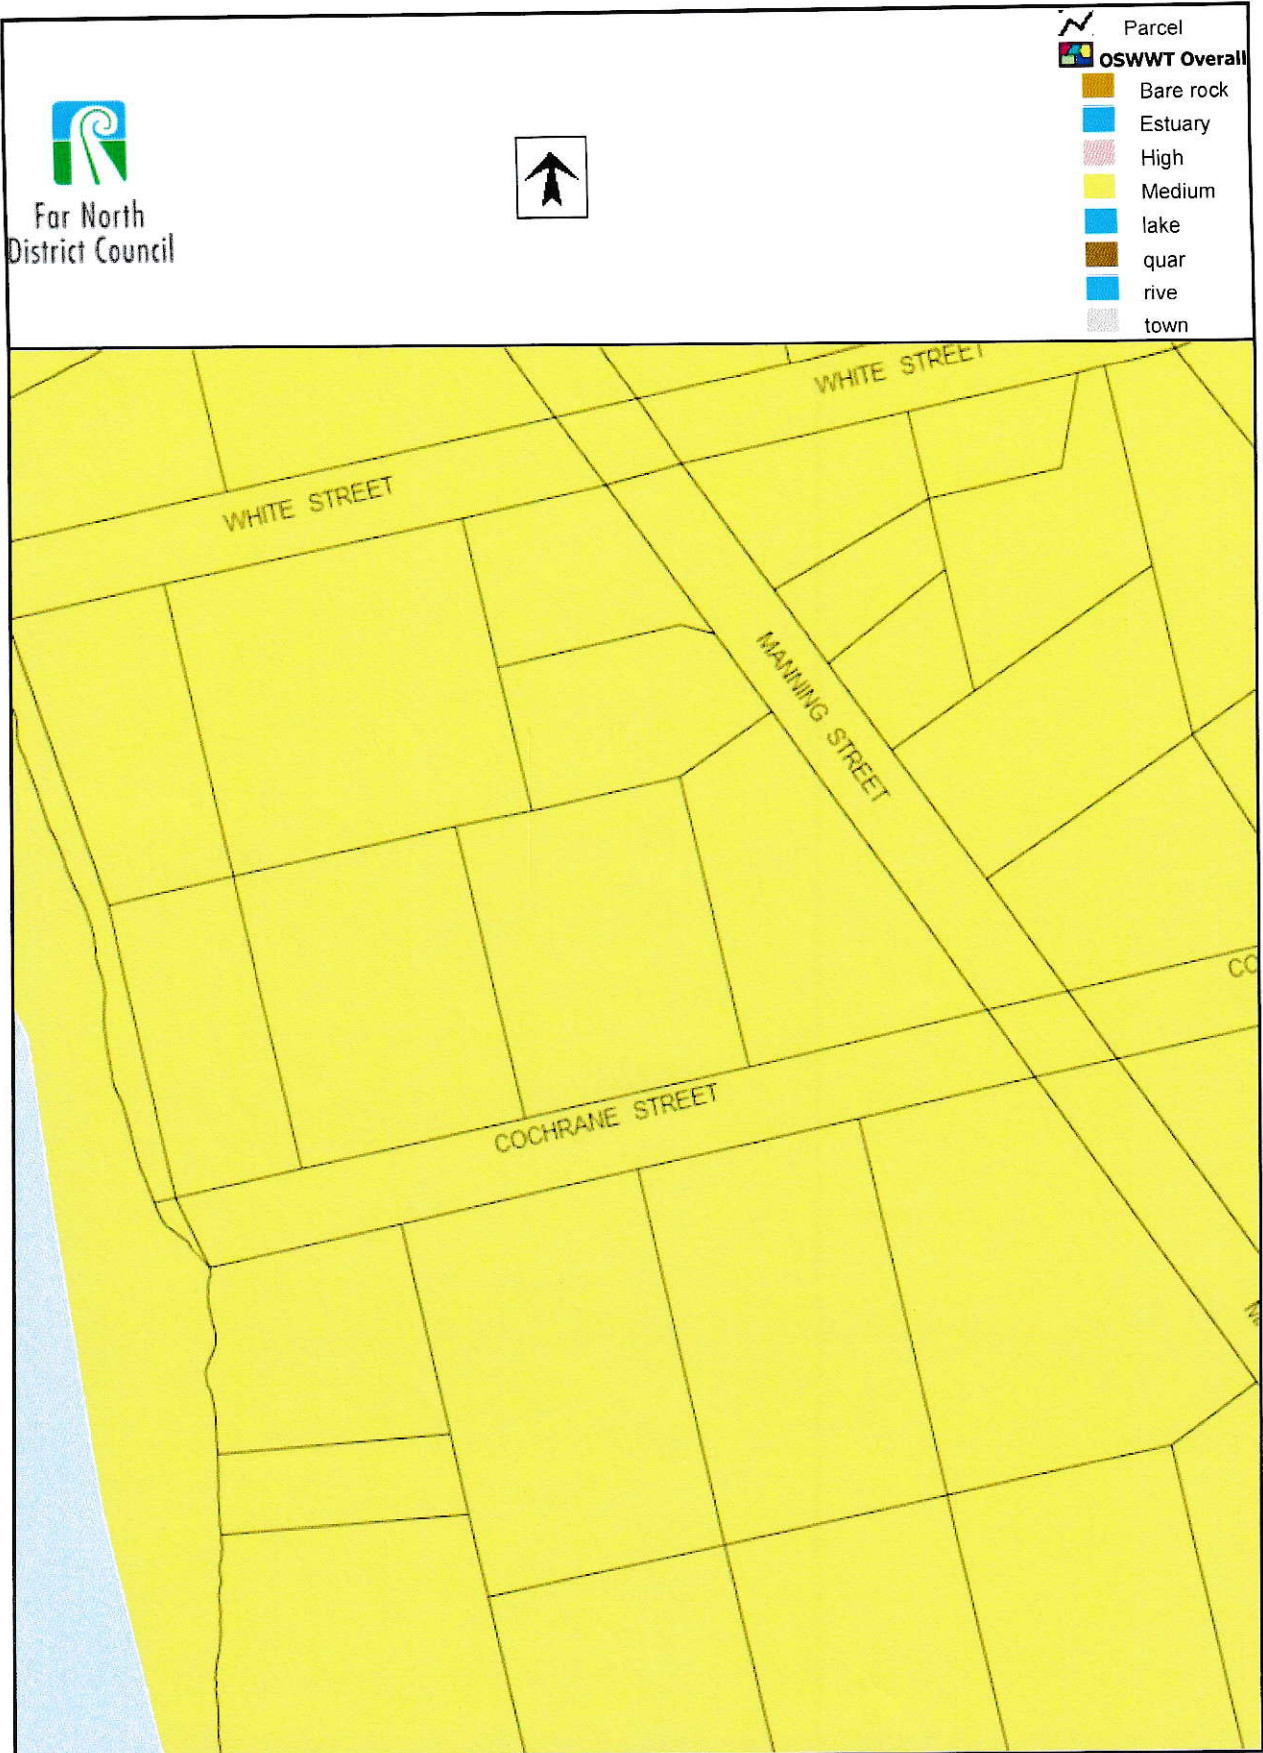 Parcel
OSWWT Overall
Bare rock
Estuary
High
Medium
lake
quar
rive
town
Far North
District Council
WHITE STREET
WHITE STREET
MANNING STREET
CO
COCHRANE STREET